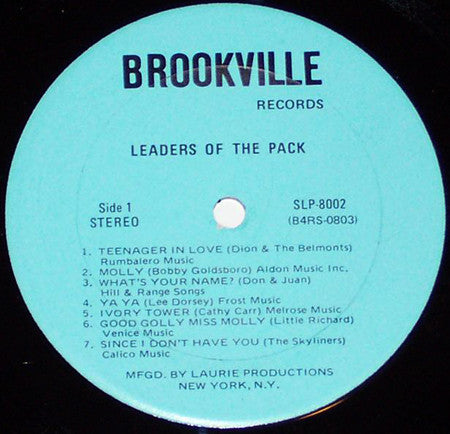 BROOKVILLE
RECORDS
LEADERS OF THE PACK
Side 1
STEREO
SLP-8002
(B4RS-0803)
1. TEENAGER IN LOVE (Dion & The Belmonts)
Rumbalero Music
2. MOLLY (Bobby Goldsboro) Aldon Music Inc.
3. WHAT'S YOUR NAME? (Don & Juan)
Hill & Range Songs
4. YA YA (Lee Dorsey) Frost Music
5. IVORY TOWER (Cathy Carr) Melrose Music
6. GOOD GOLLY MISS MOLLY (Little Richard)
Venice Music
7. SINCE I DON'T HAVE YOU (The Skyliners)
Calico Music
MFGD. BY LAURIE PRODUCTIONS
NEW YORK, N.Y.